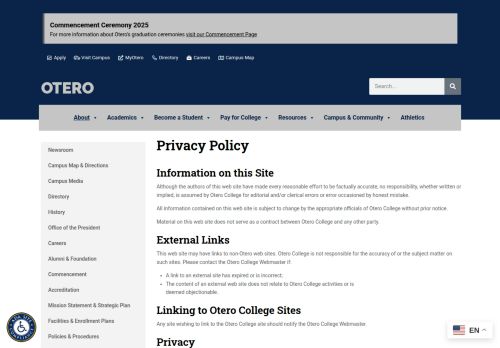 Commencement Ceremony 2025
For more information about Otero's graduation ceremonies visit our Commencement Page
Apply Visit Campus MyOtero Directory Careers Campus Map
OTERO
Search...
About Academics Become a Student Pay for College Resources Campus & Community Athletics
Newsroom
Campus Map & Directions
Campus Media
Directory
History
Office of the President
Careers
Alumni & Foundation
Commencement
Accreditation
Mission Statement & Strategic Plan
Facilities & Enrollment Plans
Policies & Procedures
Privacy Policy
Information on this Site
Although the authors of this web site have made every reasonable effort to be factually accurate, no responsibility, whether written or
implied, is assumed by Otero College for editorial and/or clerical errors or error occasioned by honest mistake.
All Information contained on this web site is subject to change by the appropriate officials of Otero College without prior notice.
Material on this web site does not serve as a contract between Otero College and any other party.
External Links
This web site may have links to non-Otero web sites. Otero College is not responsible for the accuracy of or the subject matter on
such sites. Please contact the Otero College Webmaster if:
A link to an external site has expired or is incorrect;
The content of an external web site does not relate to Otero College activities or is
deemed objectionable.
Linking to Otero College Sites
Any site wishing to link to the Otero College site should notify the Otero College Webmaster.
Privacy
EN